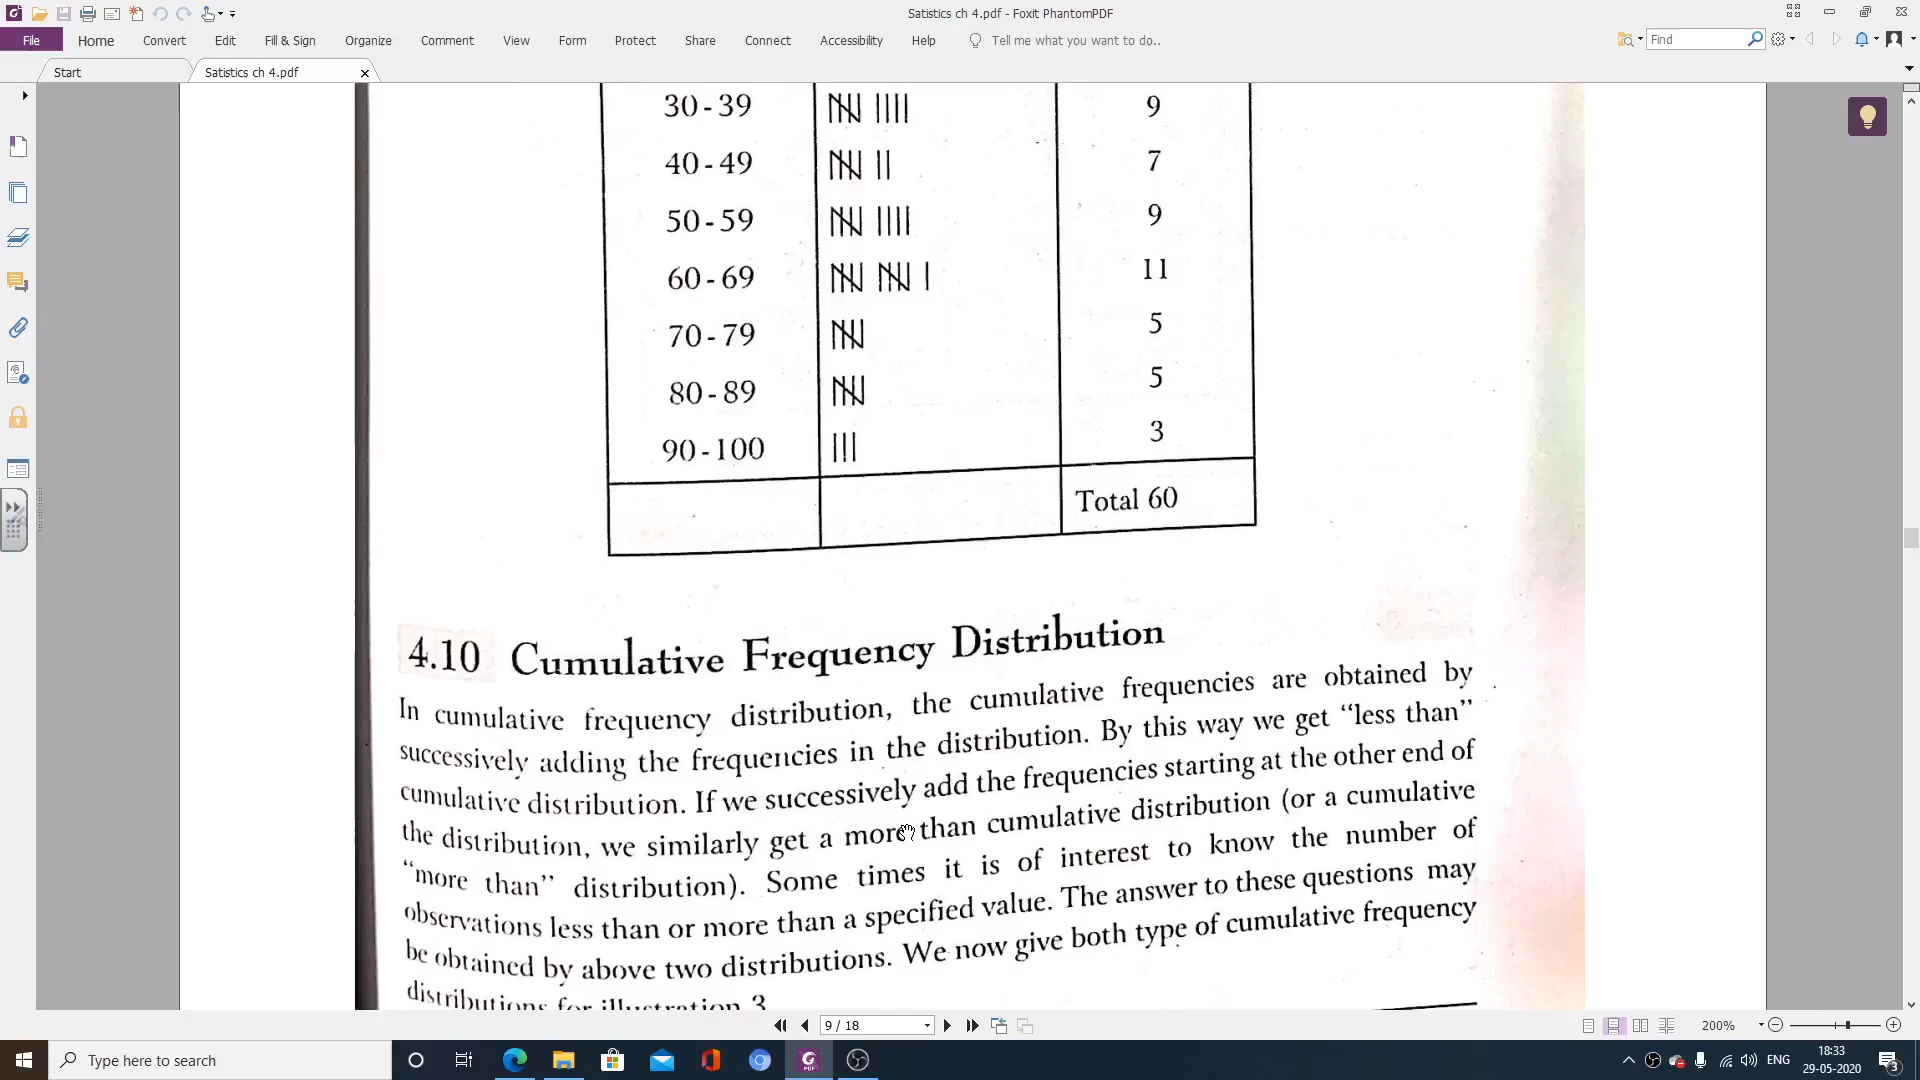 Satistics ch 4.pdf - Foxit PhantomPDF
File Home Convert Edit Fill & Sign Organize Comment View Form Protect Share Connect Accessibility Help Tell me what you want to do.. Find
Start Satistics ch 4.pdf
30 - 39 9
40 - 49 7
50 - 59 9
60 - 69 11
70 - 79 5
80 - 89 5
90 - 100 3
Total 60
4.10 Cumulative Frequency Distribution
In cumulative frequency distribution, the cumulative frequencies are obtained by
successively adding the frequencies in the distribution. By this way we get “less than”
cumulative distribution. If we successively add the frequencies starting at the other end of
the distribution, we similarly get a more than cumulative distribution (or a cumulative
“more than” distribution). Some times it is of interest to know the number of
observations less than or more than a specified value. The answer to these questions may
be obtained by above two distributions. We now give both type of cumulative frequency
distributions for illustration 3
9 / 18 200%
Type here to search ENG 18:33
29-05-2020 3